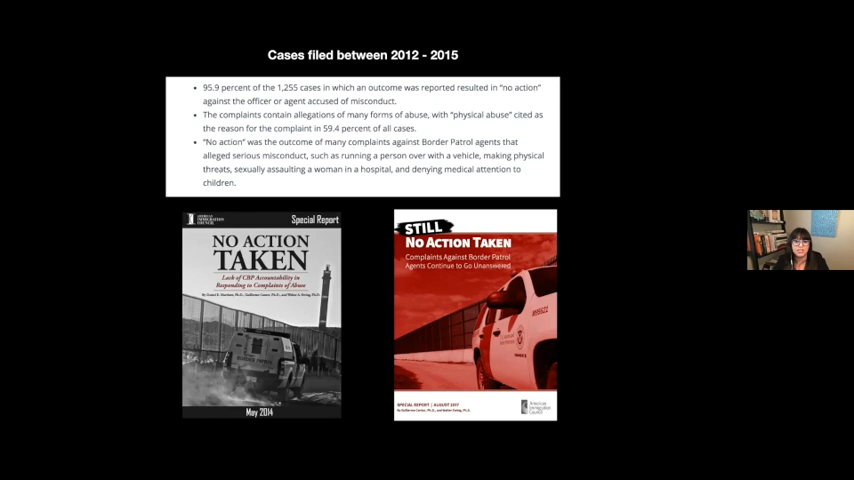 Cases filed between 2012 - 2015
• 95.9 percent of the 1,255 cases in which an outcome was reported resulted in "no action"
against the officer or agent accused of misconduct.
• The complaints contain allegations of many forms of abuse, with "physical abuse" cited as
the reason for the complaint in 59.4 percent of all cases.
• "No action" was the outcome of many complaints against Border Patrol agents that
alleged serious misconduct, such as running a person over with a vehicle, making physical
threats, sexually assaulting a woman in a hospital, and denying medical attention to
children.
AMERICAN
IMMIGRATION
COUNCIL
Special Report
NO ACTION
TAKEN
Lack of CBP Accountability in
Responding to Complaints of Abuse
BORDER PATROL
May 2014
STILL
NO ACTION TAKEN
Complaints Against Border Patrol
Agents Continue to Go Unanswered
SPECIAL REPORT | AUGUST 2017
American
Immigration
Council